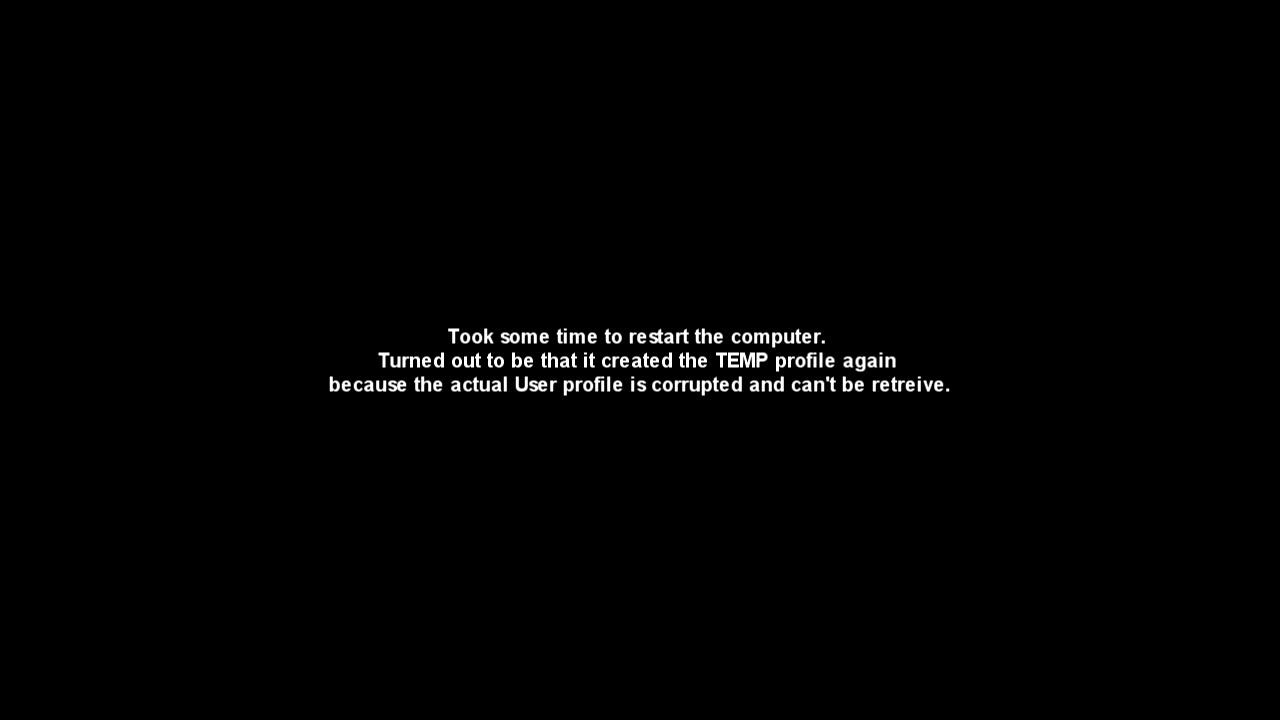 Took some time to restart the computer.
Turned out to be that it created the TEMP profile again
because the actual User profile is corrupted and can't be retreive.